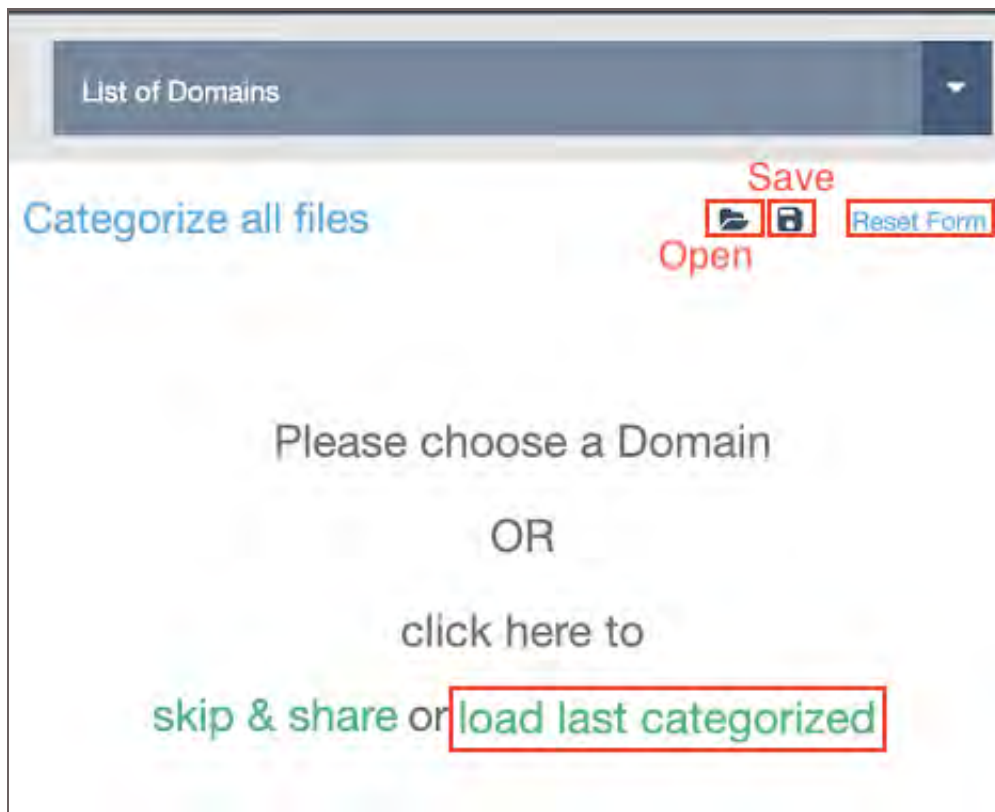 List of Domains
Save
Categorize all files
Reset Form
Open
Please choose a Domain
OR
click here to
skip & share or load last categorized